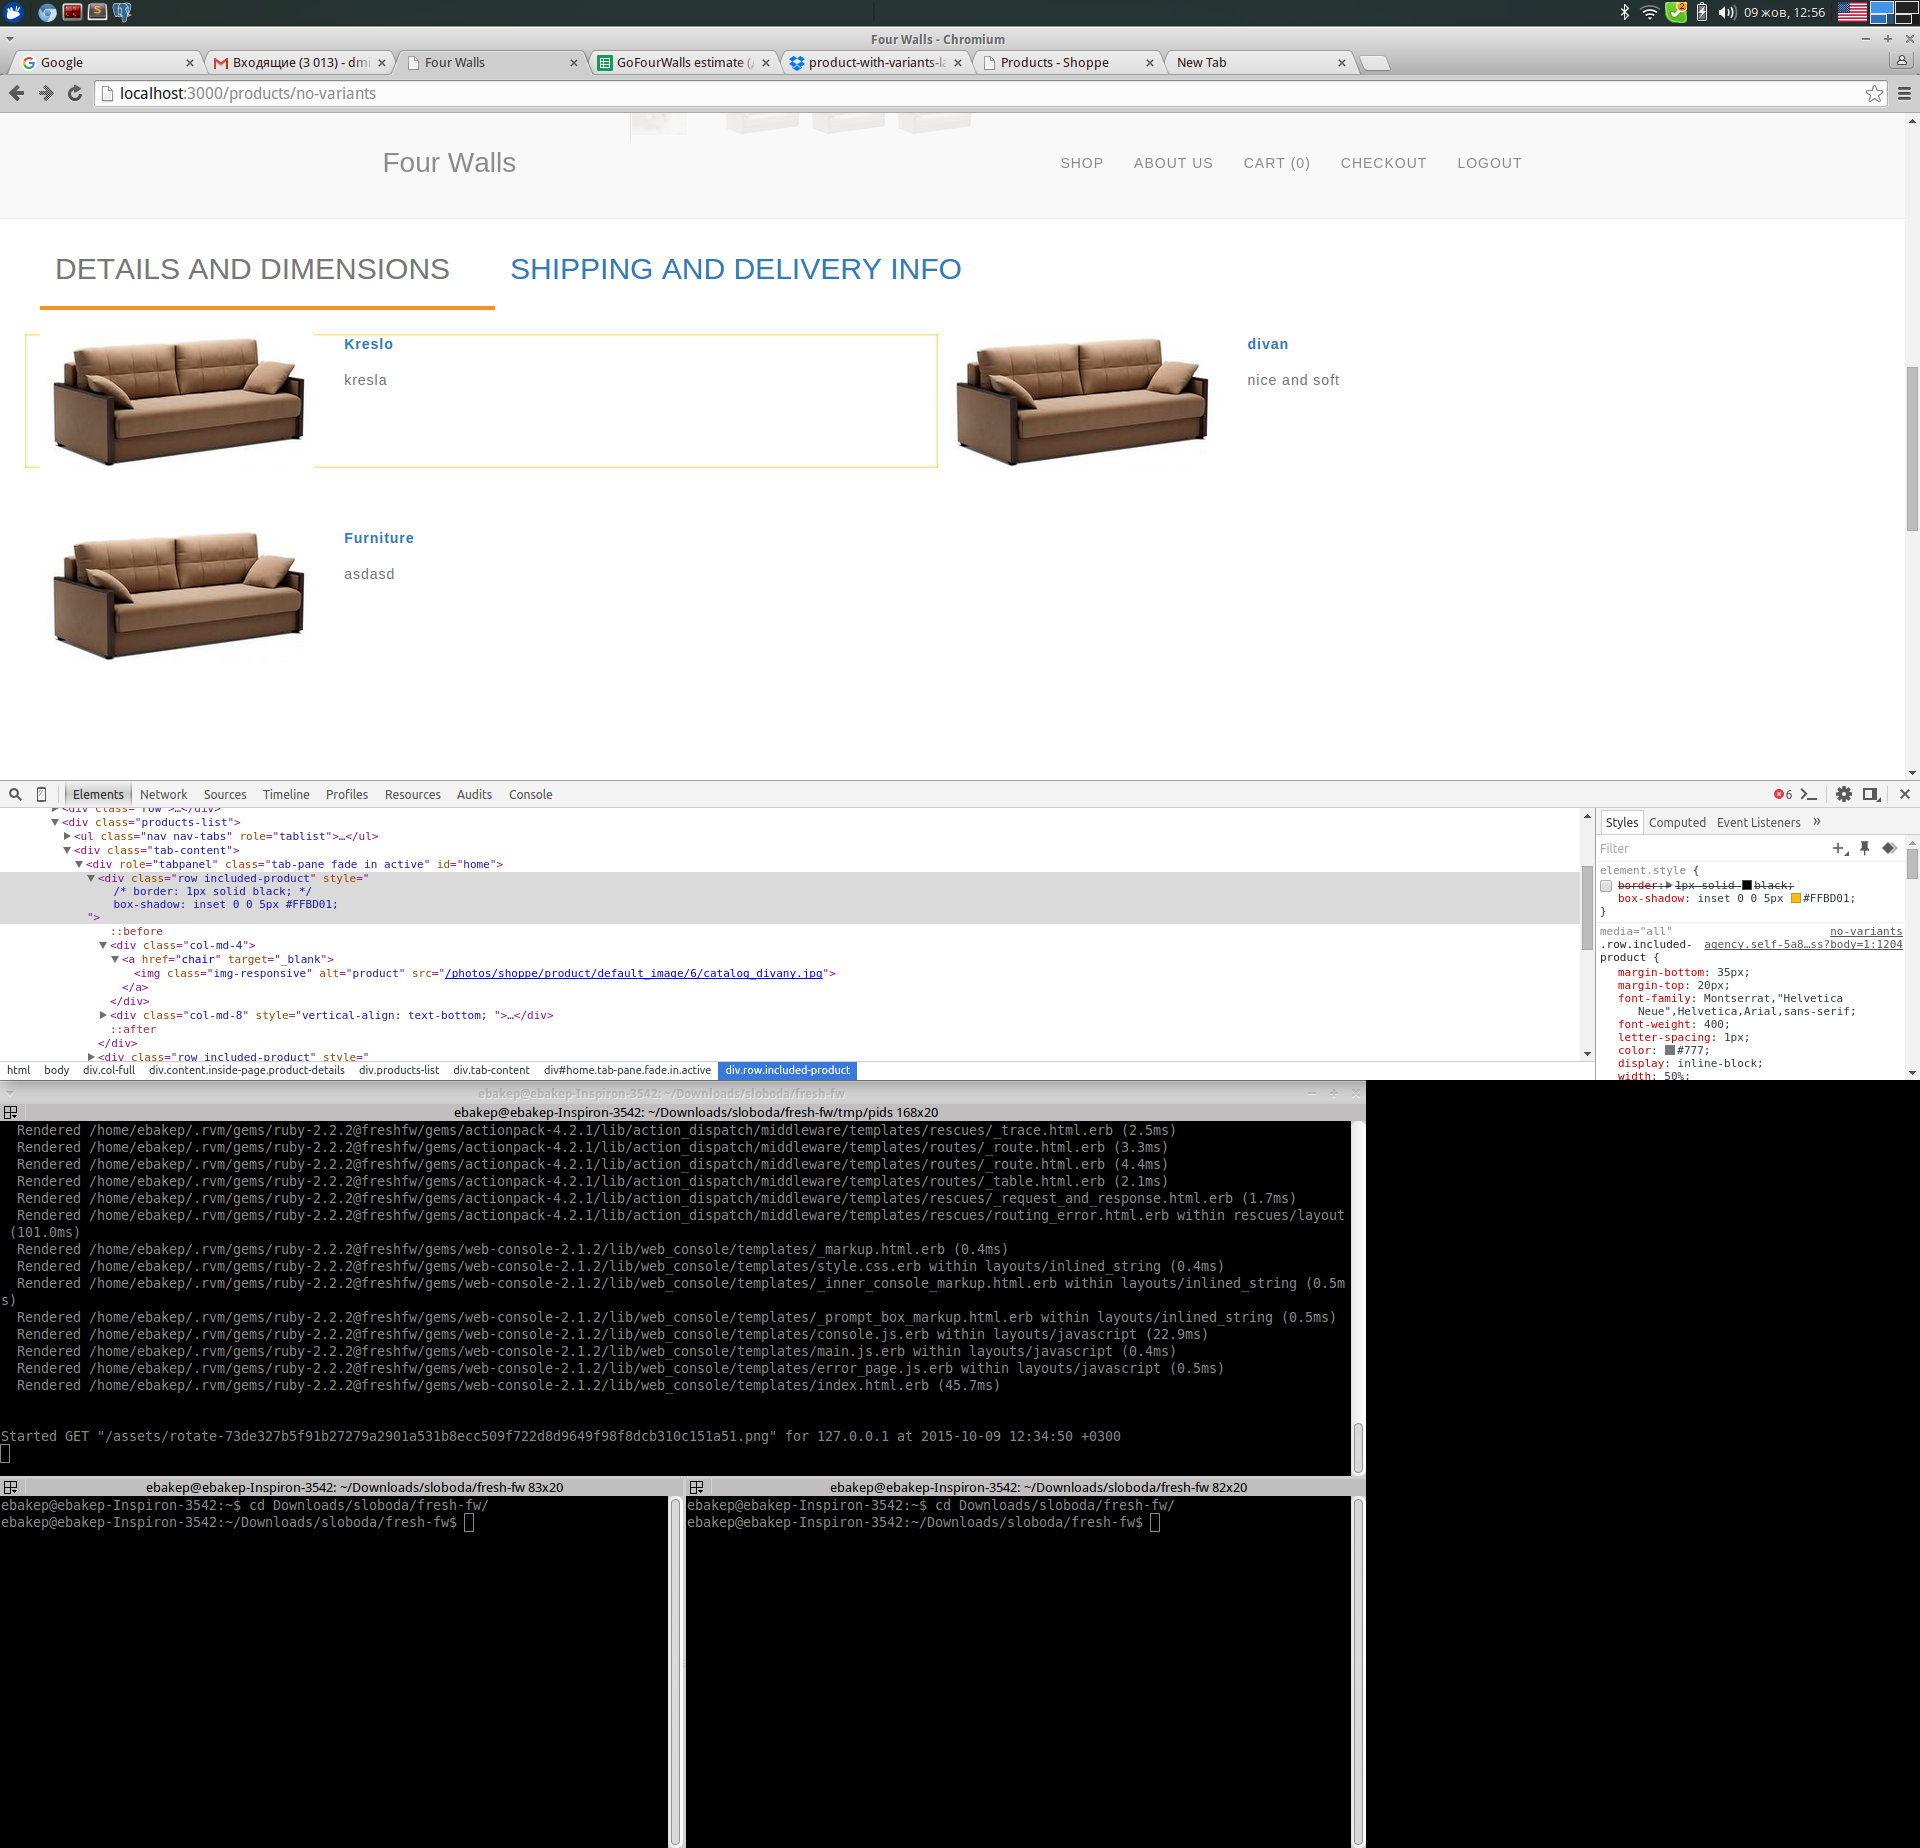 09 жов, 12:56
Four Walls - Chromium
Google
Входящие (3 013) - dm
Four Walls
GoFourWalls estimate (
product-with-variants-l
Products - Shoppe
New Tab
localhost:3000/products/no-variants
Four Walls
SHOP
ABOUT US
CART (0)
CHECKOUT
LOGOUT
DETAILS AND DIMENSIONS
SHIPPING AND DELIVERY INFO
Kreslo
kresla
divan
nice and soft
Furniture
asdasd
Elements Network Sources Timeline Profiles Resources Audits Console
6
<div class="row">…</div>
<div class="products-list">
<ul class="nav nav-tabs" role="tablist">…</ul>
<div class="tab-content">
<div role="tabpanel" class="tab-pane fade in active" id="home">
<div class="row included-product" style="
/* border: 1px solid black; */
box-shadow: inset 0 0 5px #FFBD01;
">
::before
<div class="col-md-4">
<a href="chair" target="_blank">
<img class="img-responsive" alt="product" src="/photos/shoppe/product/default_image/6/catalog_divany.jpg">
</a>
</div>
<div class="col-md-8" style="vertical-align: text-bottom; ">…</div>
::after
</div>
<div class="row included-product" style="
html body div.col-full div.content.inside-page.product-details div.products-list div.tab-content div#home.tab-pane.fade.in.active div.row.included-product
Styles Computed Event Listeners »
Filter
element.style {
border: 1px solid black;
box-shadow: inset 0 0 5px #FFBD01;
}
media="all" no-variants
.row.included- agency.self-5a8…ss?body=1:1204
product {
margin-bottom: 35px;
margin-top: 20px;
font-family: Montserrat,"Helvetica
Neue",Helvetica,Arial,sans-serif;
font-weight: 400;
letter-spacing: 1px;
color: #777;
display: inline-block;
width: 50%;
ebakep@ebakep-Inspiron-3542: ~/Downloads/sloboda/fresh-fw
ebakep@ebakep-Inspiron-3542: ~/Downloads/sloboda/fresh-fw/tmp/pids 168x20
Rendered /home/ebakep/.rvm/gems/ruby-2.2.2@freshfw/gems/actionpack-4.2.1/lib/action_dispatch/middleware/templates/rescues/_trace.html.erb (2.5ms)
Rendered /home/ebakep/.rvm/gems/ruby-2.2.2@freshfw/gems/actionpack-4.2.1/lib/action_dispatch/middleware/templates/routes/_route.html.erb (3.3ms)
Rendered /home/ebakep/.rvm/gems/ruby-2.2.2@freshfw/gems/actionpack-4.2.1/lib/action_dispatch/middleware/templates/routes/_route.html.erb (4.4ms)
Rendered /home/ebakep/.rvm/gems/ruby-2.2.2@freshfw/gems/actionpack-4.2.1/lib/action_dispatch/middleware/templates/routes/_table.html.erb (2.1ms)
Rendered /home/ebakep/.rvm/gems/ruby-2.2.2@freshfw/gems/actionpack-4.2.1/lib/action_dispatch/middleware/templates/rescues/_request_and_response.html.erb (1.7ms)
Rendered /home/ebakep/.rvm/gems/ruby-2.2.2@freshfw/gems/actionpack-4.2.1/lib/action_dispatch/middleware/templates/rescues/routing_error.html.erb within rescues/layout
(101.0ms)
Rendered /home/ebakep/.rvm/gems/ruby-2.2.2@freshfw/gems/web-console-2.1.2/lib/web_console/templates/_markup.html.erb (0.4ms)
Rendered /home/ebakep/.rvm/gems/ruby-2.2.2@freshfw/gems/web-console-2.1.2/lib/web_console/templates/style.css.erb within layouts/inlined_string (0.4ms)
Rendered /home/ebakep/.rvm/gems/ruby-2.2.2@freshfw/gems/web-console-2.1.2/lib/web_console/templates/_inner_console_markup.html.erb within layouts/inlined_string (0.5m
s)
Rendered /home/ebakep/.rvm/gems/ruby-2.2.2@freshfw/gems/web-console-2.1.2/lib/web_console/templates/_prompt_box_markup.html.erb within layouts/inlined_string (0.5ms)
Rendered /home/ebakep/.rvm/gems/ruby-2.2.2@freshfw/gems/web-console-2.1.2/lib/web_console/templates/console.js.erb within layouts/javascript (22.9ms)
Rendered /home/ebakep/.rvm/gems/ruby-2.2.2@freshfw/gems/web-console-2.1.2/lib/web_console/templates/main.js.erb within layouts/javascript (0.4ms)
Rendered /home/ebakep/.rvm/gems/ruby-2.2.2@freshfw/gems/web-console-2.1.2/lib/web_console/templates/error_page.js.erb within layouts/javascript (0.5ms)
Rendered /home/ebakep/.rvm/gems/ruby-2.2.2@freshfw/gems/web-console-2.1.2/lib/web_console/templates/index.html.erb (45.7ms)
Started GET "/assets/rotate-73de327b5f91b27279a2901a531b8ecc509f722d8d9649f98f8dcb310c151a51.png" for 127.0.0.1 at 2015-10-09 12:34:50 +0300
ebakep@ebakep-Inspiron-3542: ~/Downloads/sloboda/fresh-fw 83x20
ebakep@ebakep-Inspiron-3542:~$ cd Downloads/sloboda/fresh-fw/
ebakep@ebakep-Inspiron-3542:~/Downloads/sloboda/fresh-fw$
ebakep@ebakep-Inspiron-3542: ~/Downloads/sloboda/fresh-fw 82x20
ebakep@ebakep-Inspiron-3542:~$ cd Downloads/sloboda/fresh-fw/
ebakep@ebakep-Inspiron-3542:~/Downloads/sloboda/fresh-fw$